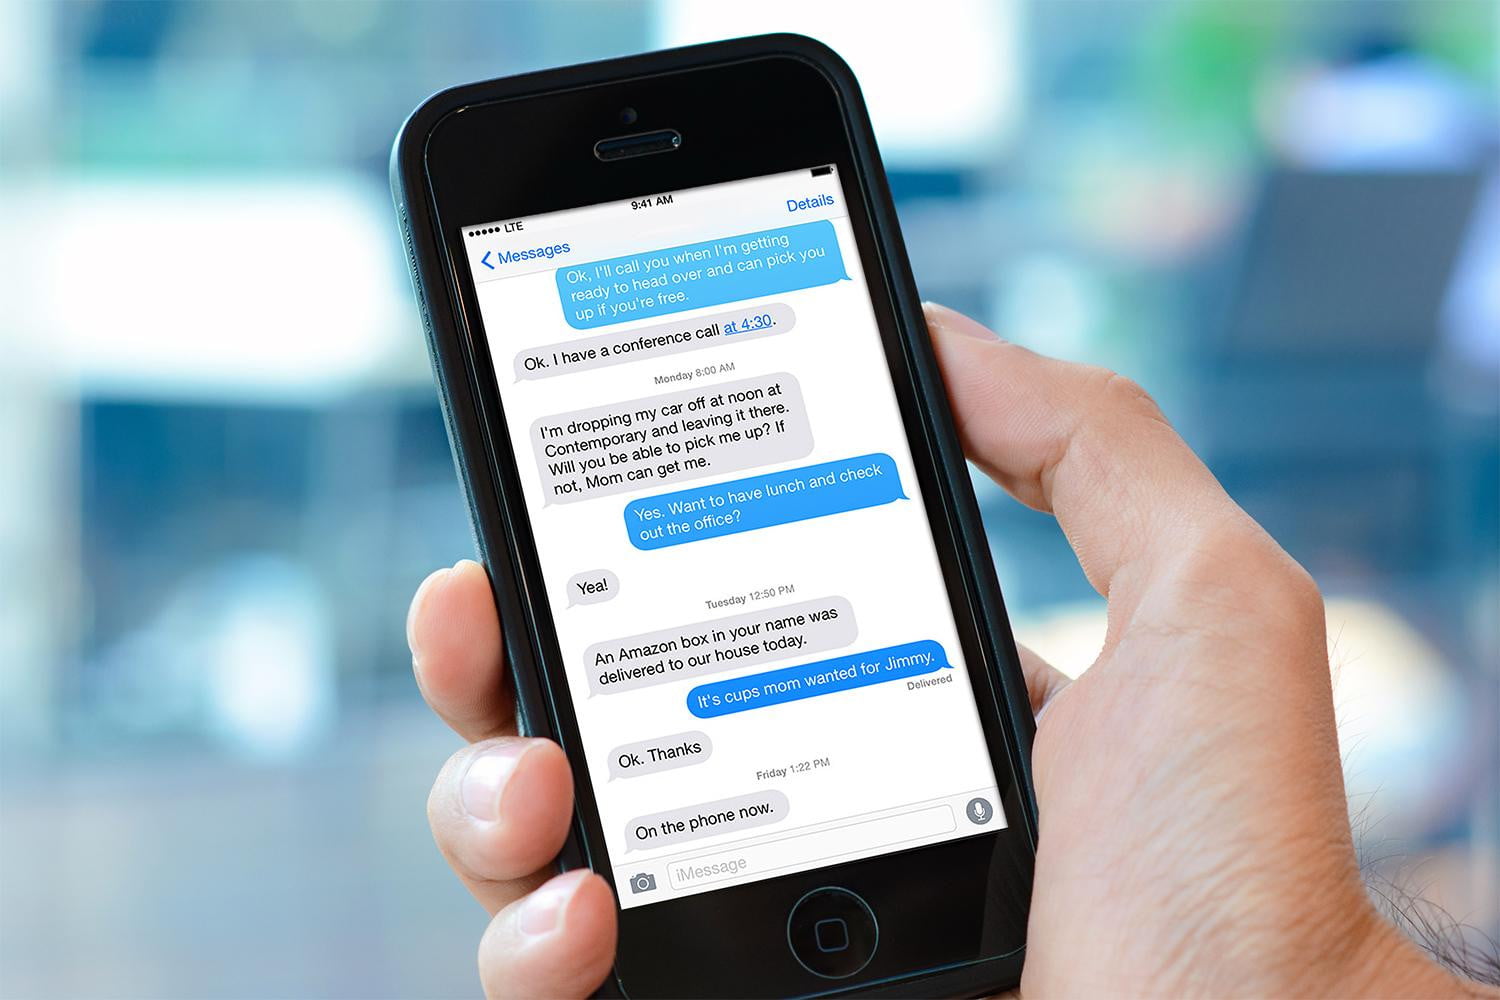 9:41 AM
LTE
Messages
Details
Ok, I'll call you when I'm getting
ready to head over and can pick you
up if you're free.
Ok. I have a conference call at 4:30.
Monday 8:00 AM
I'm dropping my car off at noon at
Contemporary and leaving it there.
Will you be able to pick me up? If
not, Mom can get me.
Yes. Want to have lunch and check
out the office?
Yea!
Tuesday 12:50 PM
An Amazon box in your name was
delivered to our house today.
It's cups mom wanted for Jimmy.
Delivered
Ok. Thanks
Friday 1:22 PM
On the phone now.
iMessage